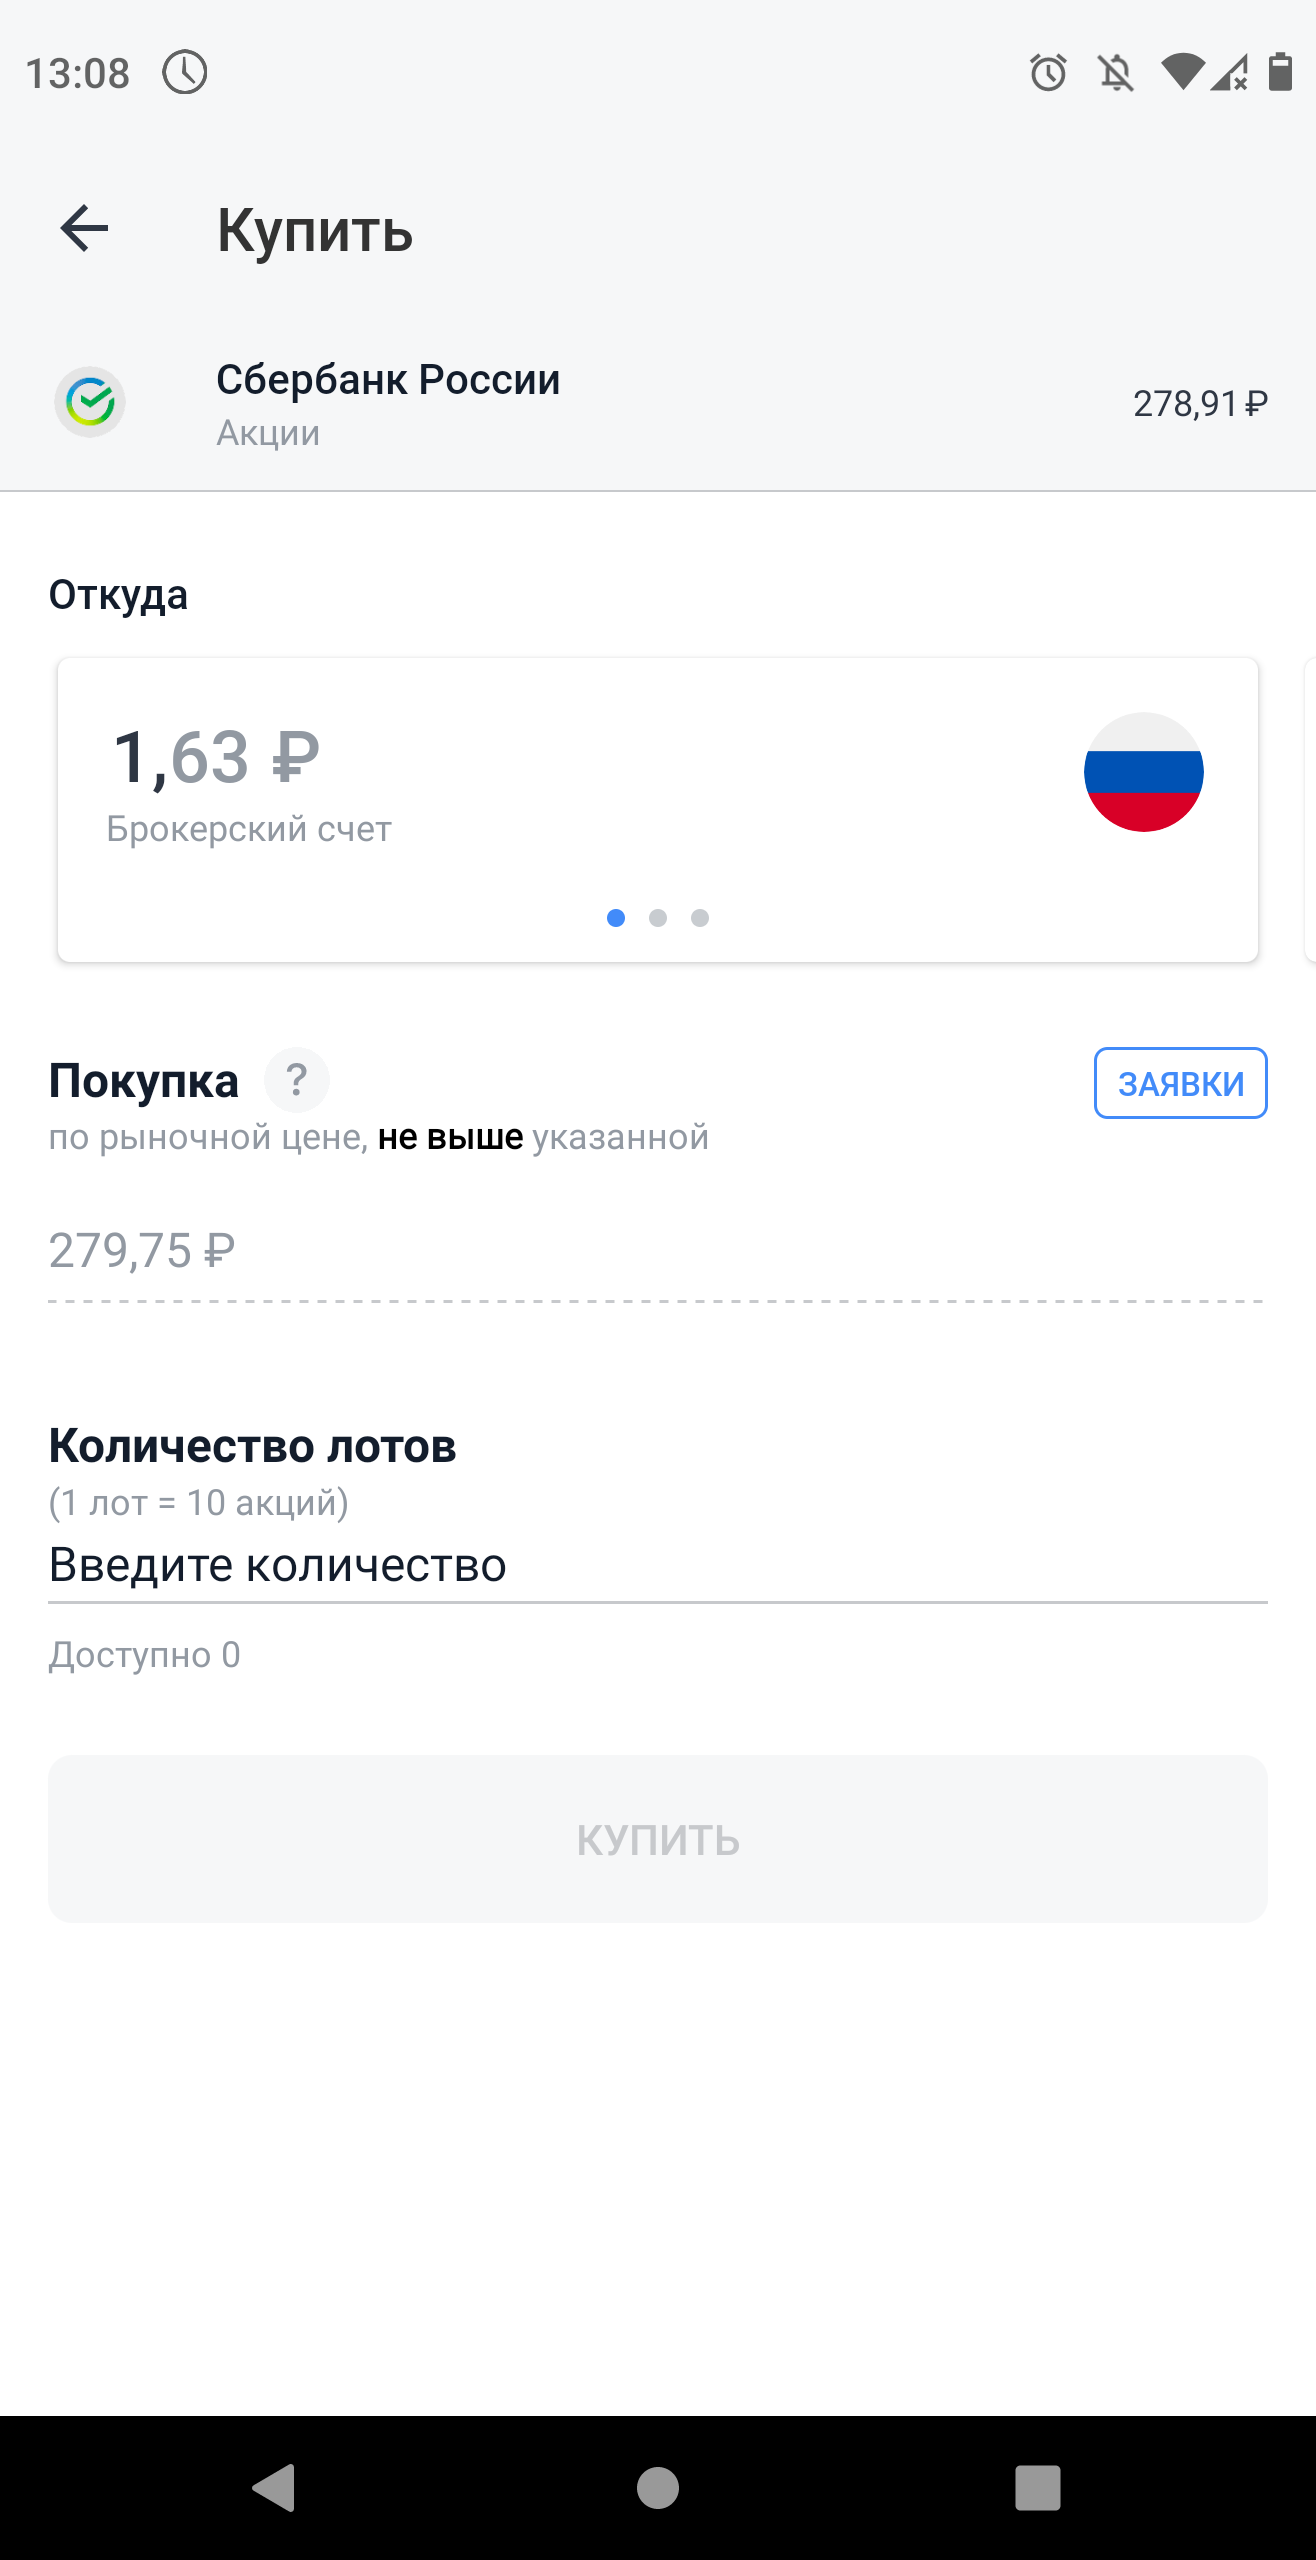 13:08
Купить
Сбербанк России
Акции
278,91 ₽
Откуда
1,63 ₽
Брокерский счет
Покупка ?
ЗАЯВКИ
по рыночной цене, не выше указанной
279,75 ₽
Количество лотов
(1 лот = 10 акций)
Введите количество
Доступно 0
КУПИТЬ